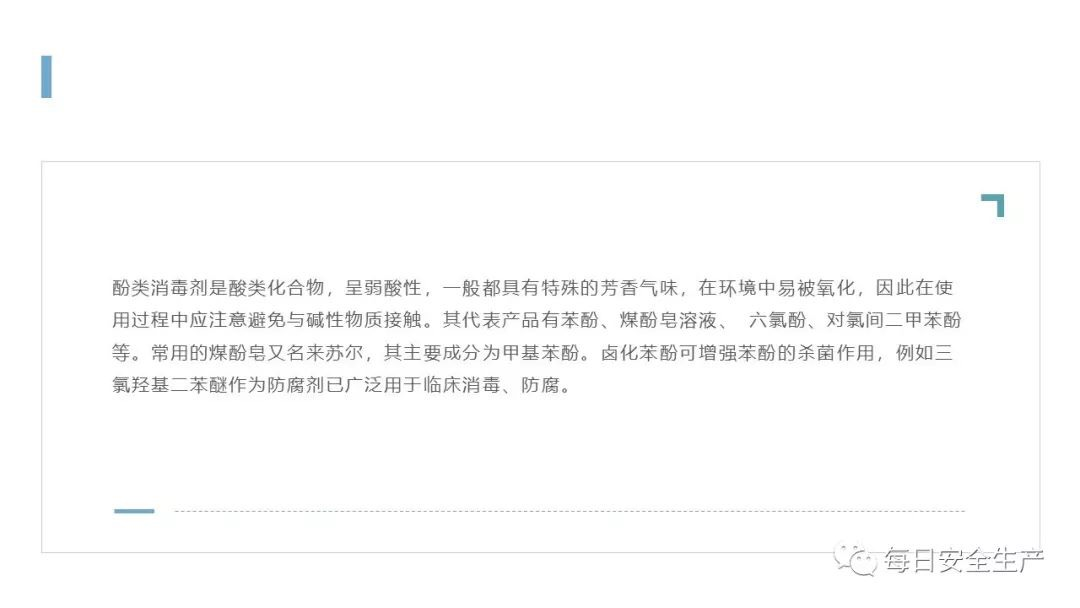 酚类消毒剂是酸类化合物，呈弱酸性，一般都具有特殊的芳香气味，在环境中易被氧化，因此在使
用过程中应注意避免与碱性物质接触。其代表产品有苯酚、煤酚皂溶液、 六氯酚、对氯间二甲苯酚
等。常用的煤酚皂又名来苏尔，其主要成分为甲基苯酚。卤化苯酚可增强苯酚的杀菌作用，例如三
氯羟基二苯醚作为防腐剂已广泛用于临床消毒、防腐。
每日安全生产